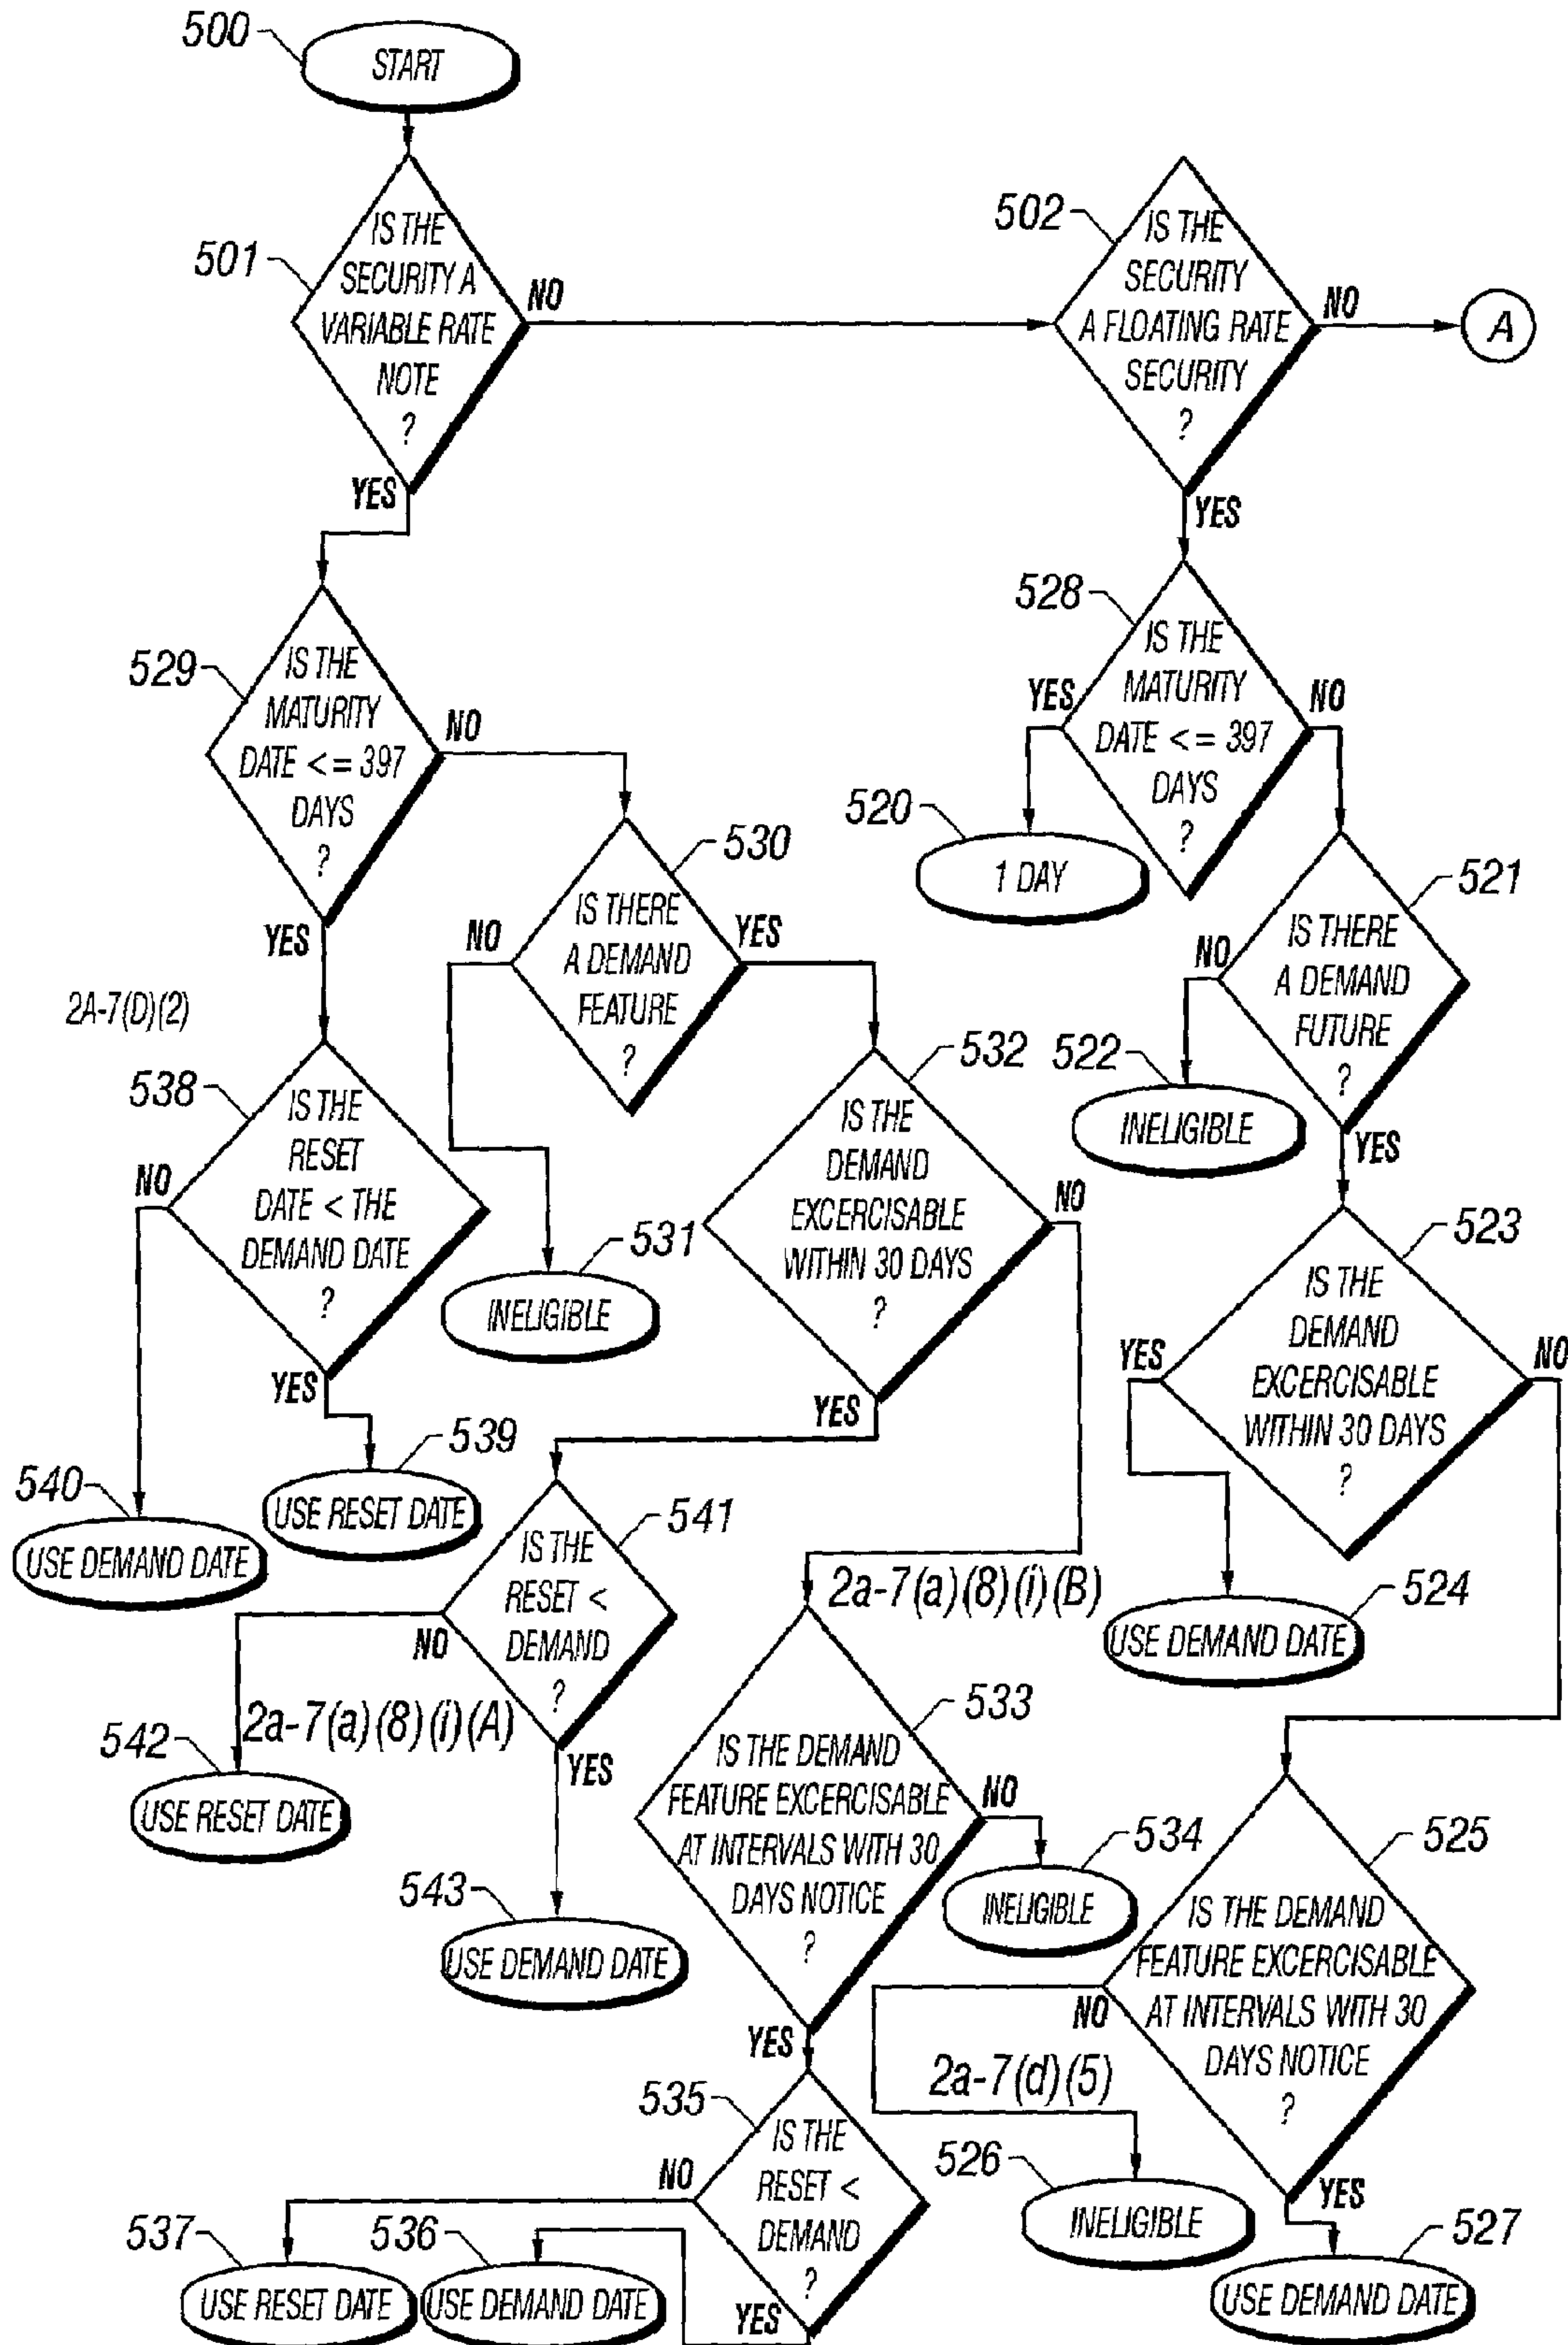 500
START
501
IS THE
SECURITY A
VARIABLE RATE
NOTE
?
NO
YES
502
IS THE
SECURITY
A FLOATING RATE
SECURITY
?
NO
A
YES
529
IS THE
MATURITY
DATE <= 397
DAYS
?
NO
YES
528
IS THE
MATURITY
DATE <= 397
DAYS
?
YES
NO
520
1 DAY
530
IS THERE
A DEMAND
FEATURE
?
NO
YES
521
IS THERE
A DEMAND
FUTURE
?
NO
YES
522
INELIGIBLE
2A-7(D)(2)
538
IS THE
RESET
DATE < THE
DEMAND DATE
?
NO
YES
531
INELIGIBLE
532
IS THE
DEMAND
EXCERCISABLE
WITHIN 30 DAYS
?
NO
YES
523
IS THE
DEMAND
EXCERCISABLE
WITHIN 30 DAYS
?
YES
NO
539
USE RESET DATE
540
USE DEMAND DATE
541
IS THE
RESET <
DEMAND
?
NO
YES
2a-7(a)(8)(i)(B)
524
USE DEMAND DATE
2a-7(a)(8)(i)(A)
542
USE RESET DATE
543
USE DEMAND DATE
533
IS THE DEMAND
FEATURE EXCERCISABLE
AT INTERVALS WITH 30
DAYS NOTICE
?
NO
YES
534
INELIGIBLE
525
IS THE DEMAND
FEATURE EXCERCISABLE
AT INTERVALS WITH 30
DAYS NOTICE
?
NO
YES
2a-7(d)(5)
526
INELIGIBLE
527
USE DEMAND DATE
535
IS THE
RESET <
DEMAND
?
NO
YES
537
USE RESET DATE
536
USE DEMAND DATE